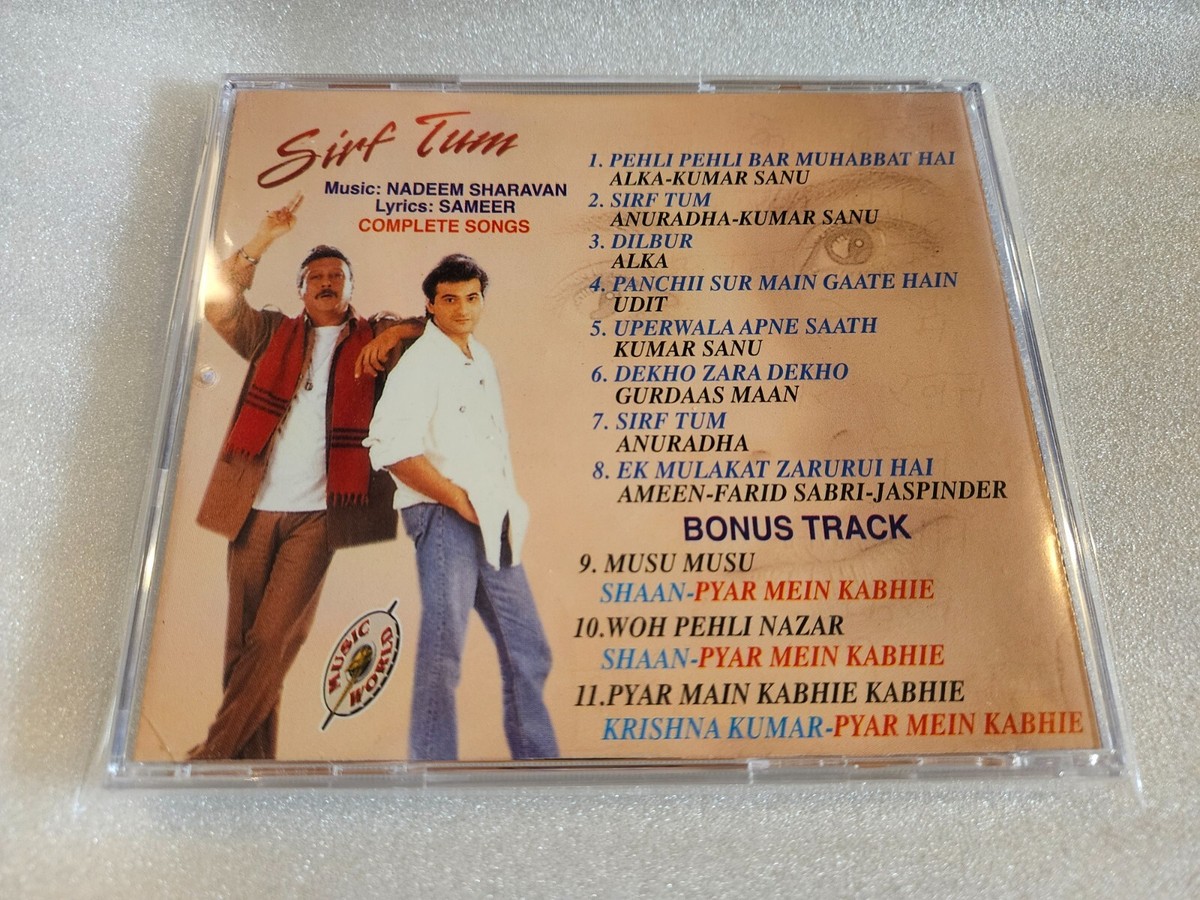 Sirf Tum
Music: NADEEM SHARAVAN
Lyrics: SAMEER
COMPLETE SONGS
1. PEHLI PEHLI BAR MUHABBAT HAI
ALKA-KUMAR SANU
2. SIRF TUM
ANURADHA-KUMAR SANU
3. DILBUR
ALKA
4. PANCHII SUR MAIN GAATE HAIN
UDIT
5. UPERWALA APNE SAATH
KUMAR SANU
6. DEKHO ZARA DEKHO
GURDAAS MAAN
7. SIRF TUM
ANURADHA
8. EK MULAKAT ZARURUI HAI
AMEEN-FARID SABRI-JASPINDER
BONUS TRACK
9. MUSU MUSU
SHAAN-PYAR MEIN KABHIE
10.WOH PEHLI NAZAR
SHAAN-PYAR MEIN KABHIE
11.PYAR MAIN KABHIE KABHIE
KRISHNA KUMAR-PYAR MEIN KABHIE
MUSIC
WORLD